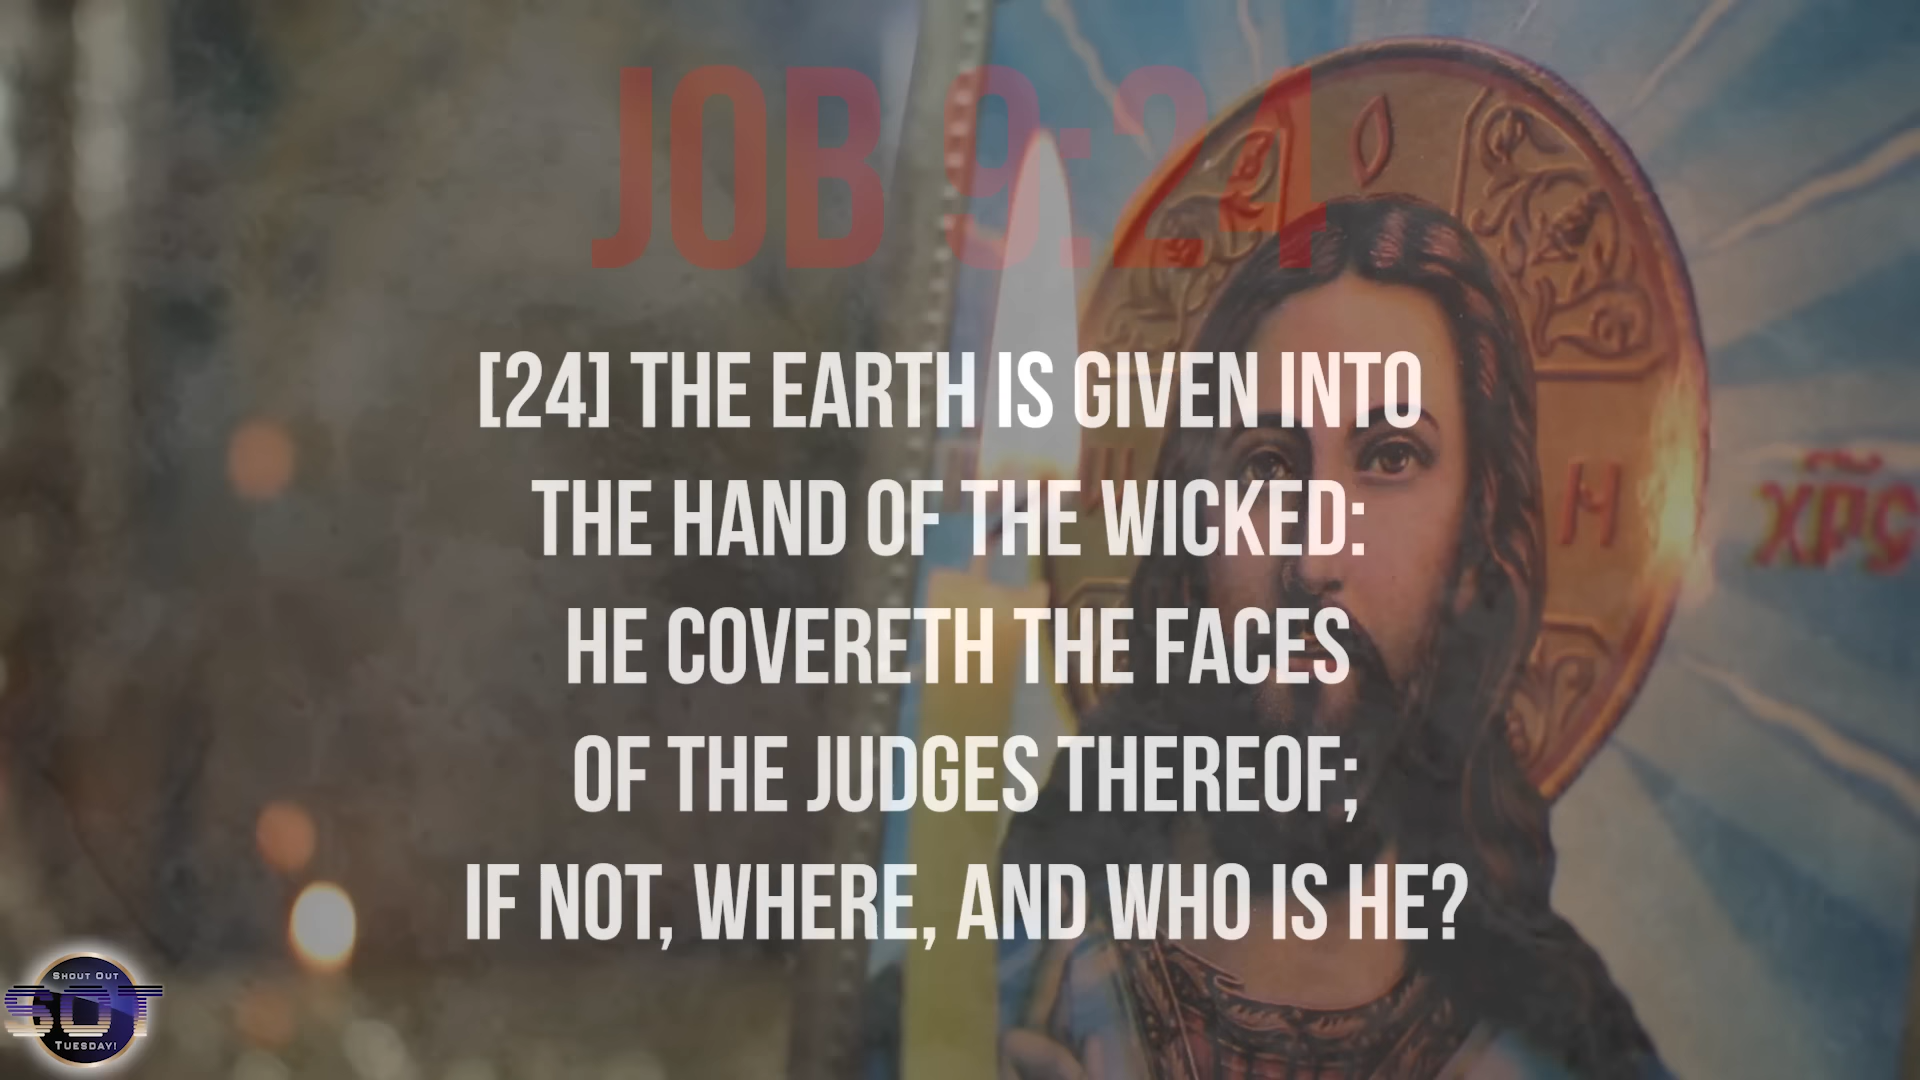 JOB 9:24
[24] THE EARTH IS GIVEN INTO
THE HAND OF THE WICKED:
HE COVERETH THE FACES
OF THE JUDGES THEREOF;
IF NOT, WHERE, AND WHO IS HE?
Н
ХРС
SHOUT OUT
SOT
TUESDAY!